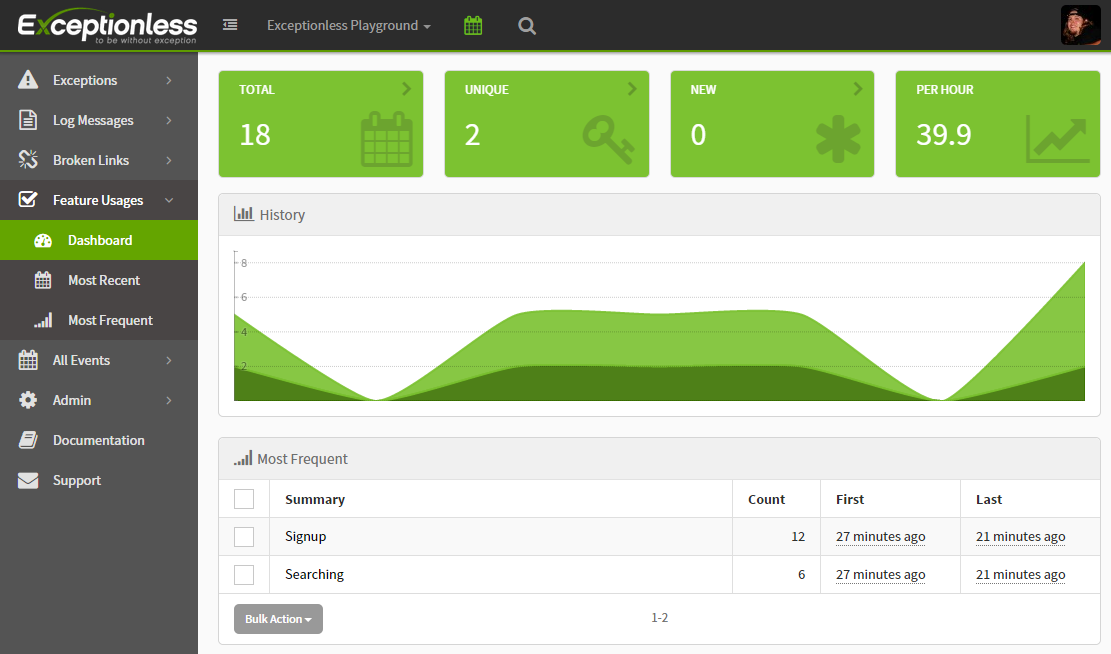 Exceptionless
to be without exception
Exceptionless Playground
Exceptions
Log Messages
Broken Links
Feature Usages
Dashboard
Most Recent
Most Frequent
All Events
Admin
Documentation
Support
TOTAL
18
UNIQUE
2
NEW
0
PER HOUR
39.9
History
8
6
4
2
Most Frequent
Summary Count First Last
Signup 12 27 minutes ago 21 minutes ago
Searching 6 27 minutes ago 21 minutes ago
Bulk Action
1-2